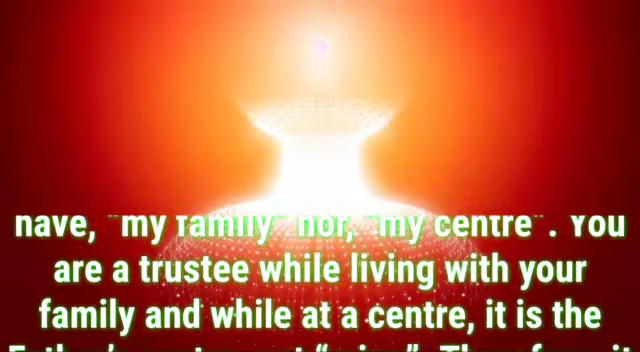 nave, "my family" nor, "my centre". You
are a trustee while living with your
family and while at a centre, it is the